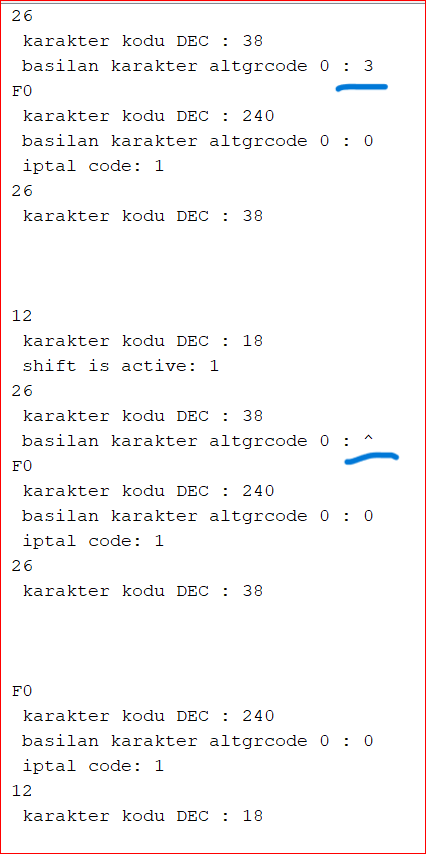 26
karakter kodu DEC : 38
basilan karakter altgrcode 0 : 3
F0
karakter kodu DEC : 240
basilan karakter altgrcode 0 : 0
iptal code: 1
26
karakter kodu DEC : 38
12
karakter kodu DEC : 18
shift is active: 1
26
karakter kodu DEC : 38
basilan karakter altgrcode 0 : ^
F0
karakter kodu DEC : 240
basilan karakter altgrcode 0 : 0
iptal code: 1
26
karakter kodu DEC : 38
F0
karakter kodu DEC : 240
basilan karakter altgrcode 0 : 0
iptal code: 1
12
karakter kodu DEC : 18